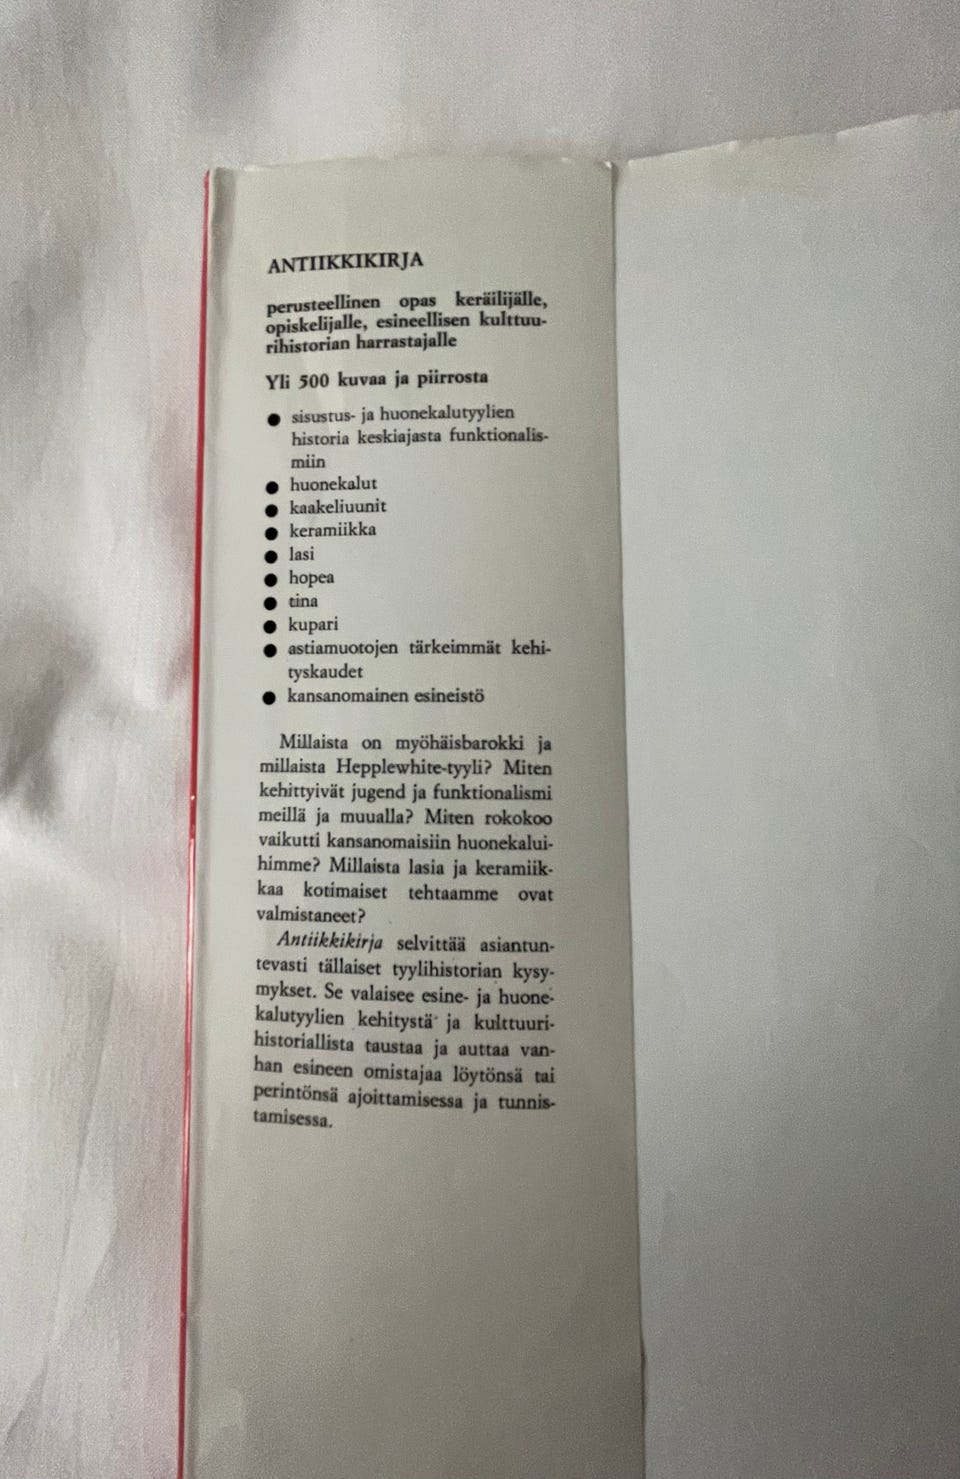 ANTIIKKIKIRJA
perusteellinen opas keräilijälle,
opiskelijalle, esineellisen kulttuu-
rihistorian harrastajalle
Yli 500 kuvaa ja piirrosta
● sisustus- ja huonekalutyylien
historia keskiajasta funktionalis-
miin
● huonekalut
● kaakeliuunit
● keramiikka
● lasi
● hopea
● tina
● kupari
● astiamuotojen tärkeimmät kehi-
tyskaudet
● kansanomainen esineistö
Millaista on myöhäisbarokki ja
millaista Hepplewhite-tyyli? Miten
kehittyivät jugend ja funktionalismi
meillä ja muualla? Miten rokokoo
vaikutti kansanomaisiin huonekalui-
himme? Millaista lasia ja keramiik-
kaa kotimaiset tehtaamme ovat
valmistaneet?
Antiikkikirja selvittää asiantun-
tevasti tällaiset tyylihistorian kysy-
mykset. Se valaisee esine- ja huone-
kalutyylien kehitystä ja kulttuuri-
historiallista taustaa ja auttaa van-
han esineen omistajaa löytönsä tai
perintönsä ajoittamisessa ja tunnis-
tamisessa.